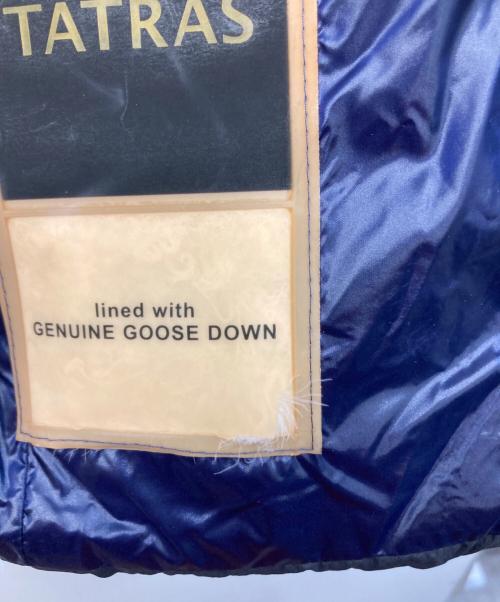 TATRAS
lined with
GENUINE GOOSE DOWN